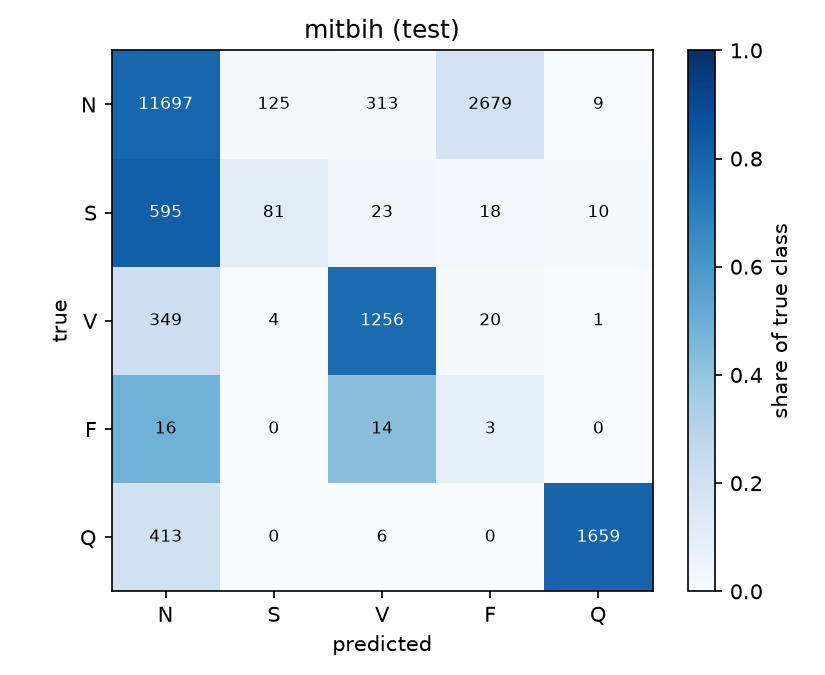 mitbih (test)
N 11697 125 313 2679 9
S 595 81 23 18 10
V 349 4 1256 20 1
F 16 0 14 3 0
Q 413 0 6 0 1659
N S V F Q
predicted
true
1.0
0.8
0.6
0.4
0.2
0.0
share of true class